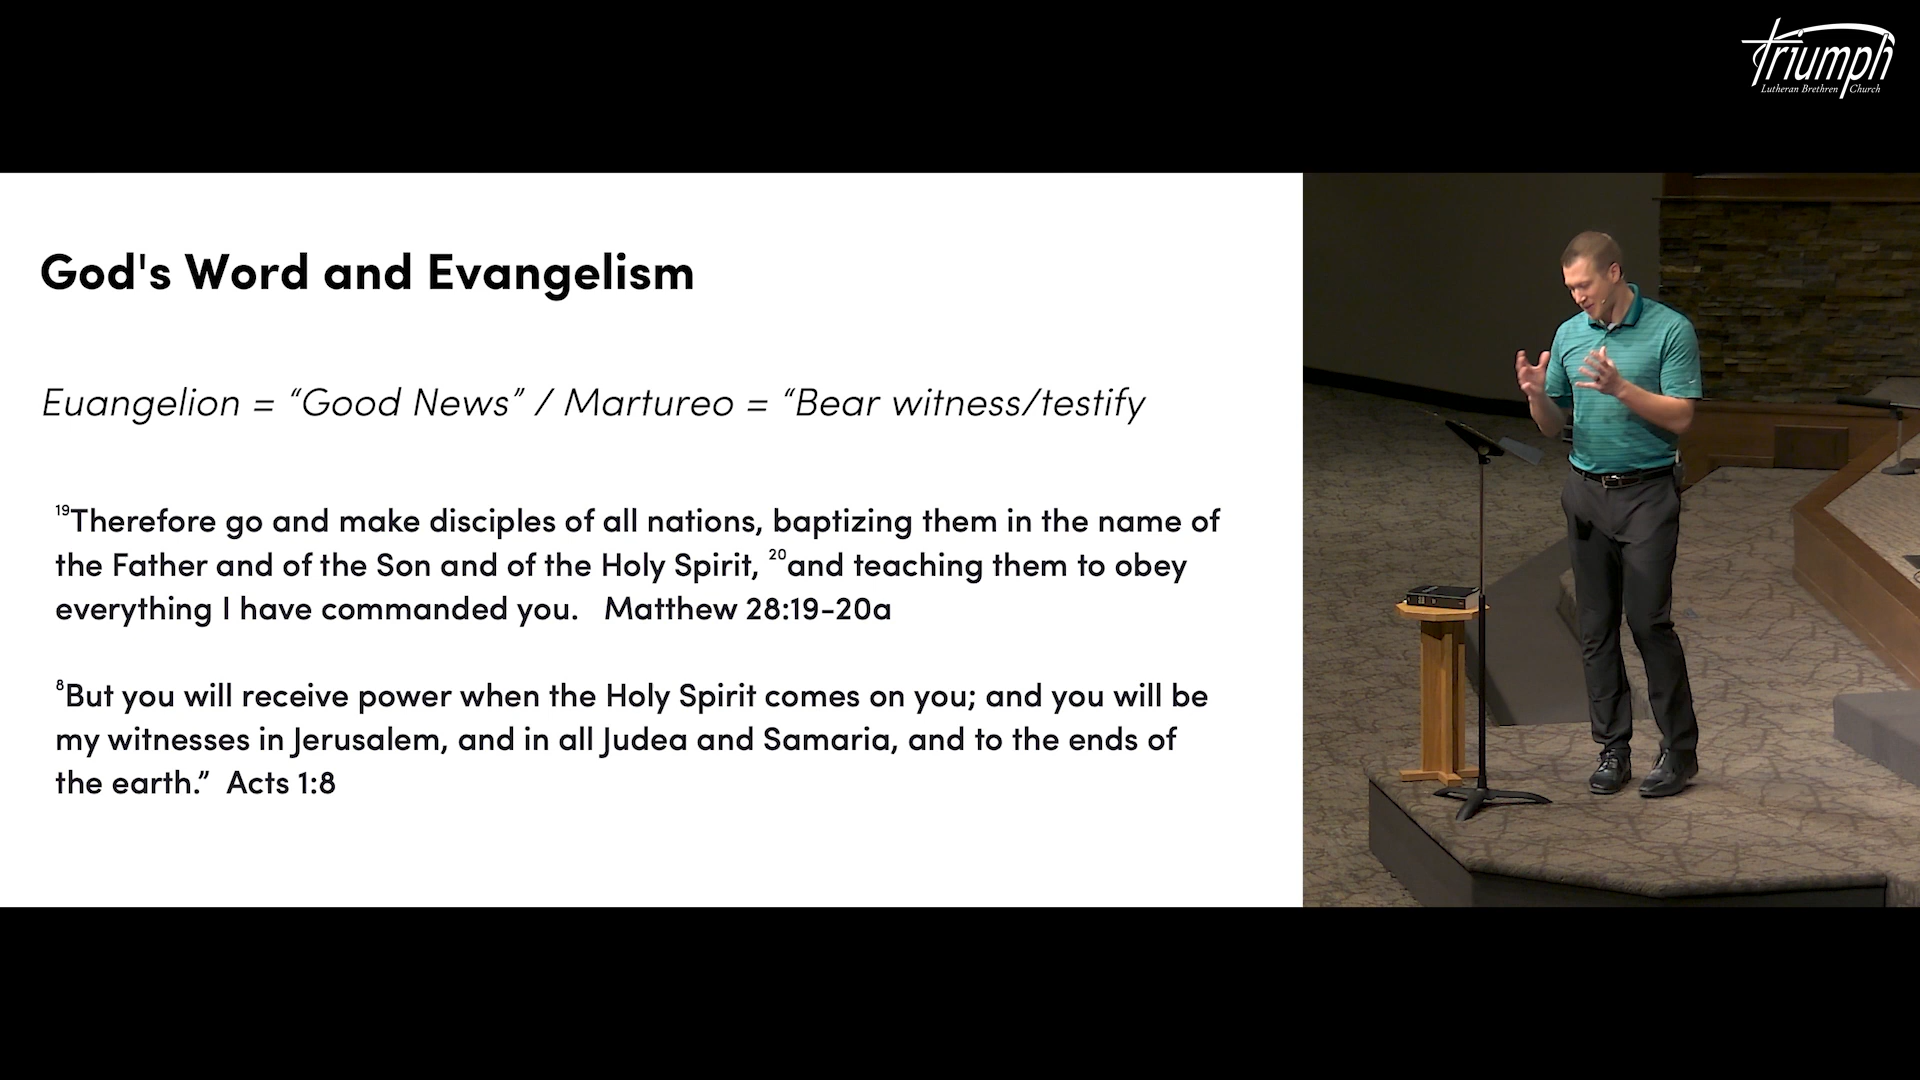 Triumph
Lutheran Brethren Church
God's Word and Evangelism
Euangelion = “Good News” / Martureo = “Bear witness/testify
19Therefore go and make disciples of all nations, baptizing them in the name of
the Father and of the Son and of the Holy Spirit, 20and teaching them to obey
everything I have commanded you. Matthew 28:19-20a
8But you will receive power when the Holy Spirit comes on you; and you will be
my witnesses in Jerusalem, and in all Judea and Samaria, and to the ends of
the earth.” Acts 1:8